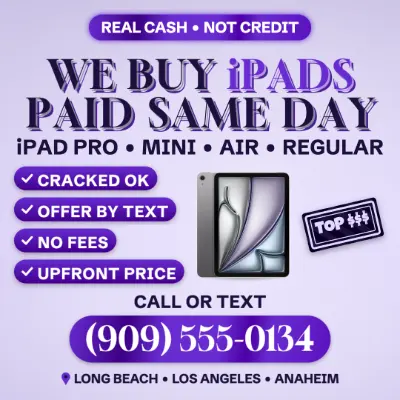 REAL CASH • NOT CREDIT
WE BUY iPADS
PAID SAME DAY
iPAD PRO • MINI • AIR • REGULAR
CRACKED OK
OFFER BY TEXT
NO FEES
UPFRONT PRICE
TOP $$$
CALL OR TEXT
(909) 555-0134
LONG BEACH • LOS ANGELES • ANAHEIM